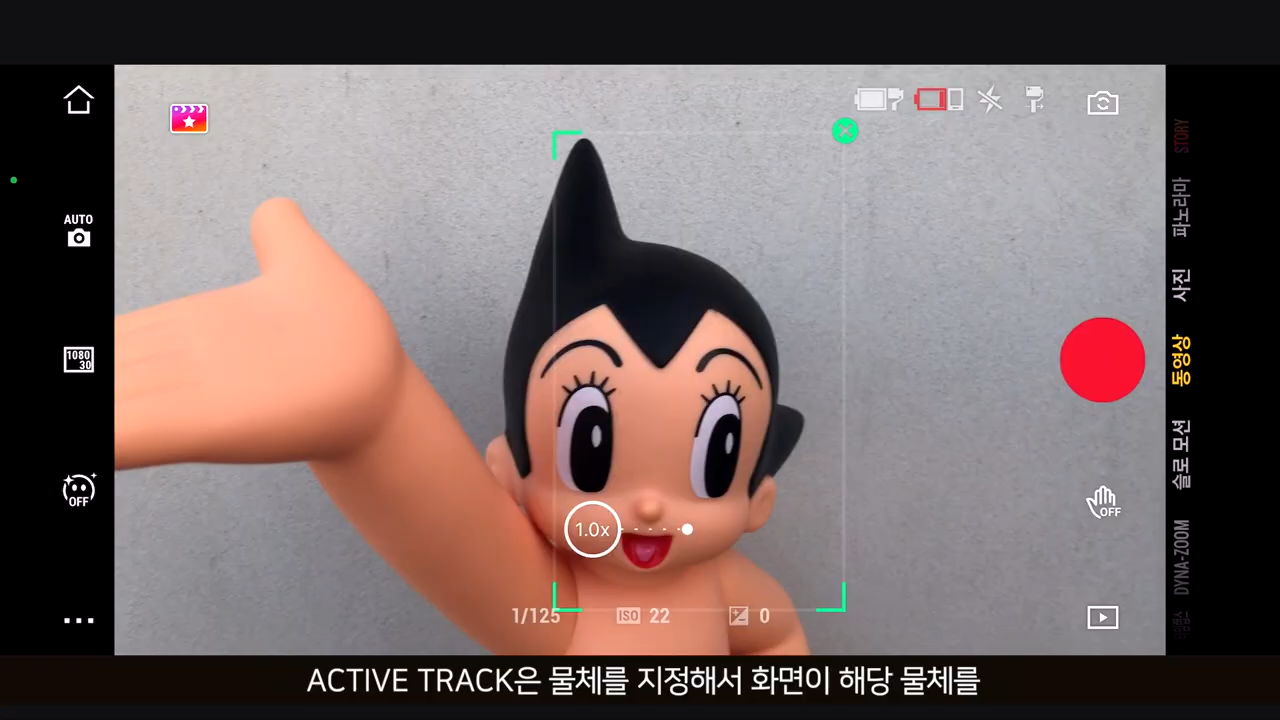 AUTO
1080
30
OFF
1.0x
1/125
ISO 22
0
STORY
파노라마
사진
동영상
슬로 모션
DYNA-ZOOM
OFF
ACTIVE TRACK은 물체를 지정해서 화면이 해당 물체를